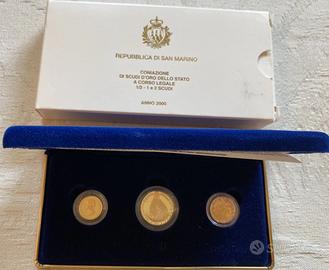 REPUBBLICA DI SAN MARINO
CONIAZIONE
DI SCUDI D'ORO DELLO STATO
A CORSO LEGALE
1/2 - 1 e 2 SCUDI
ANNO 2000
subito